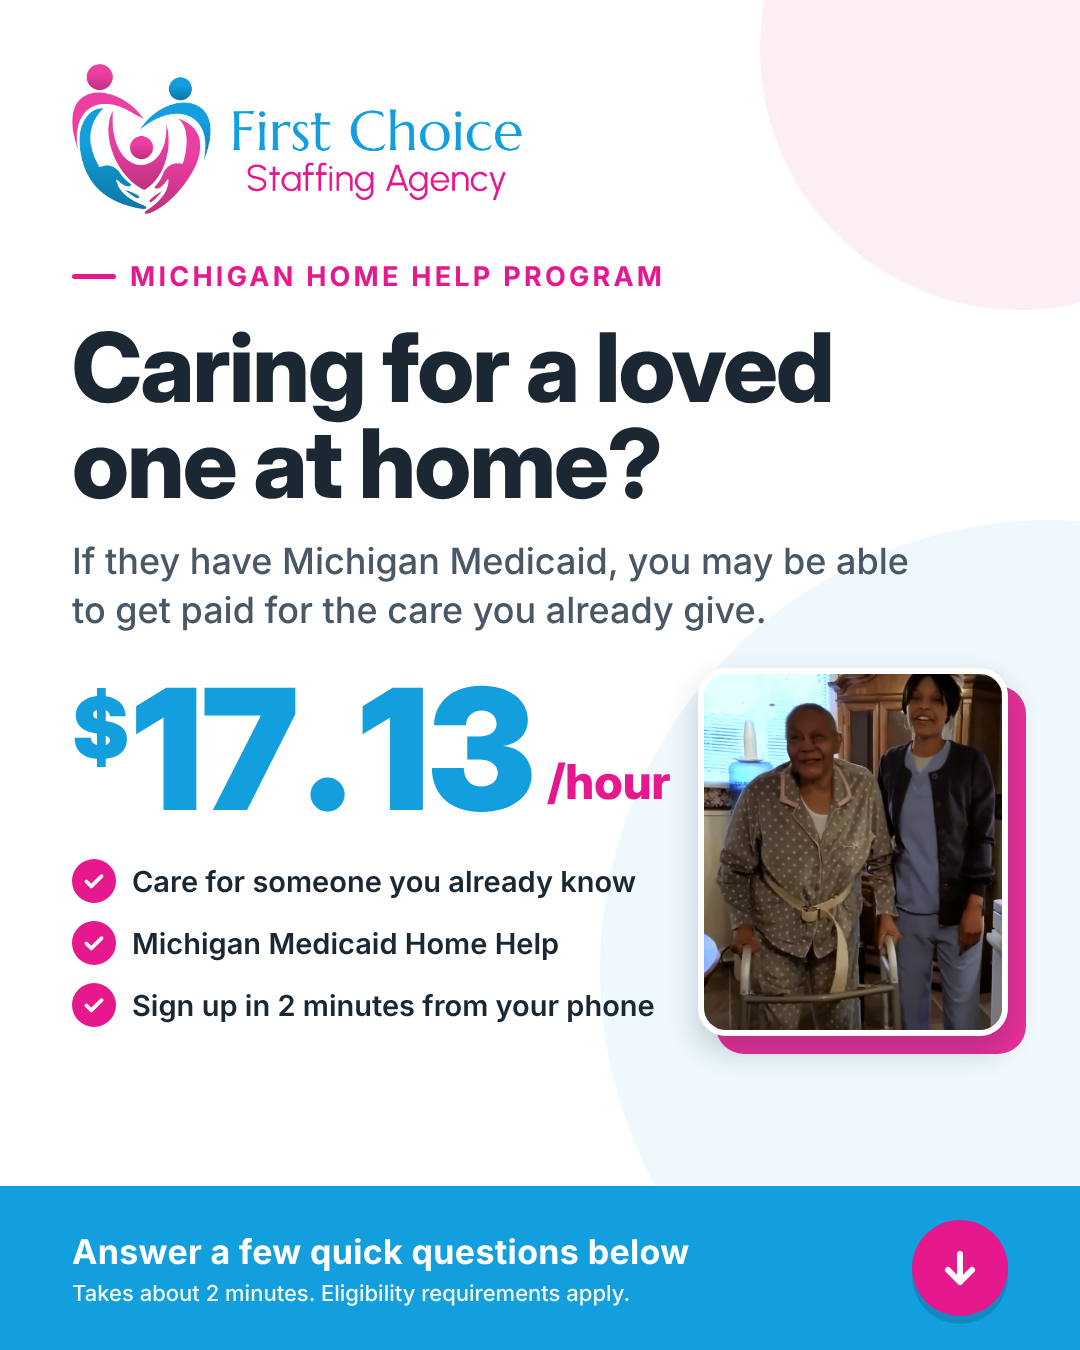 First Choice
Staffing Agency
MICHIGAN HOME HELP PROGRAM
Caring for a loved
one at home?
If they have Michigan Medicaid, you may be able
to get paid for the care you already give.
$17.13 /hour
Care for someone you already know
Michigan Medicaid Home Help
Sign up in 2 minutes from your phone
Answer a few quick questions below
Takes about 2 minutes. Eligibility requirements apply.